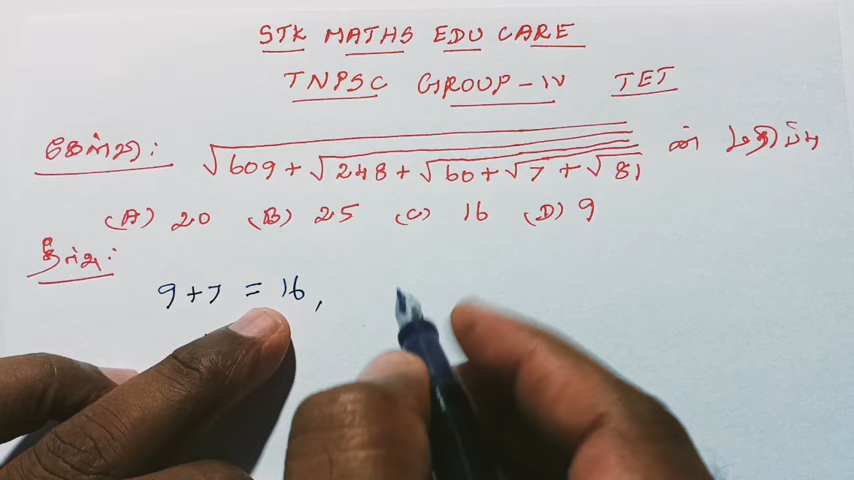 STK MATHS EDU CARE
TNPSC GROUP-IV TET
கேள்வி: √609+√248+√60+√7+√81 ன் மதிப்பு
(A) 20 (B) 25 (C) 16 (D) 9
தீர்வு:
9+7 = 16,